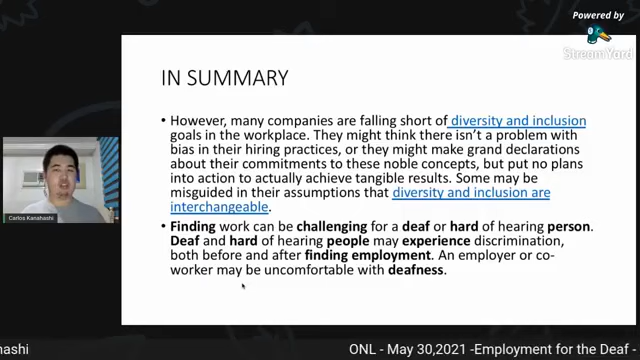 Powered by
StreamYard
IN SUMMARY
• However, many companies are falling short of diversity and inclusion
goals in the workplace. They might think there isn't a problem with
bias in their hiring practices, or they might make grand declarations
about their commitments to these noble concepts, but put no plans
into action to actually achieve tangible results. Some may be
misguided in their assumptions that diversity and inclusion are
interchangeable.
• Finding work can be challenging for a deaf or hard of hearing person.
Deaf and hard of hearing people may experience discrimination,
both before and after finding employment. An employer or co-
worker may be uncomfortable with deafness.
Carlos Kanahashi
nashi
ONL - May 30,2021 -Employment for the Deaf -